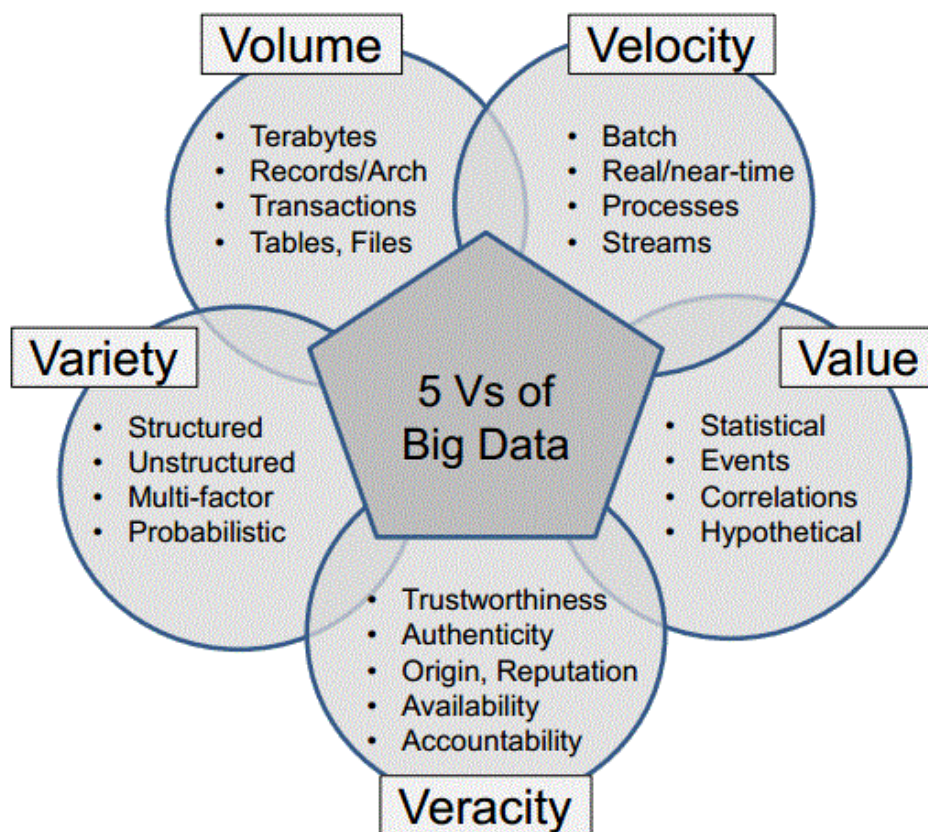 Volume
• Terabytes
• Records/Arch
• Transactions
• Tables, Files
Velocity
• Batch
• Real/near-time
• Processes
• Streams
Variety
• Structured
• Unstructured
• Multi-factor
• Probabilistic
5 Vs of
Big Data
Value
• Statistical
• Events
• Correlations
• Hypothetical
• Trustworthiness
• Authenticity
• Origin, Reputation
• Availability
• Accountability
Veracity